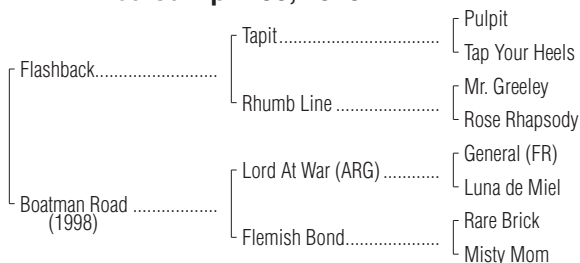 Pulpit
Tapit
Tap Your Heels
Flashback
Mr. Greeley
Rhumb Line
Rose Rhapsody
General (FR)
Lord At War (ARG)
Luna de Miel
Boatman Road
(1998)
Rare Brick
Flemish Bond
Misty Mom